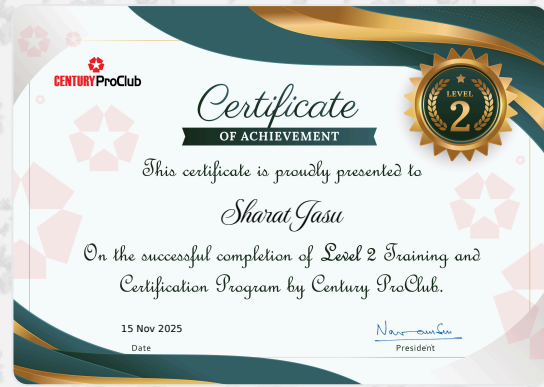 CENTURY ProClub
LEVEL
2
Certificate
OF ACHIEVEMENT
This certificate is proudly presented to
Sharat Jasu
On the successful completion of Level 2 Training and
Certification Program by Century ProClub.
15 Nov 2025
Date
President